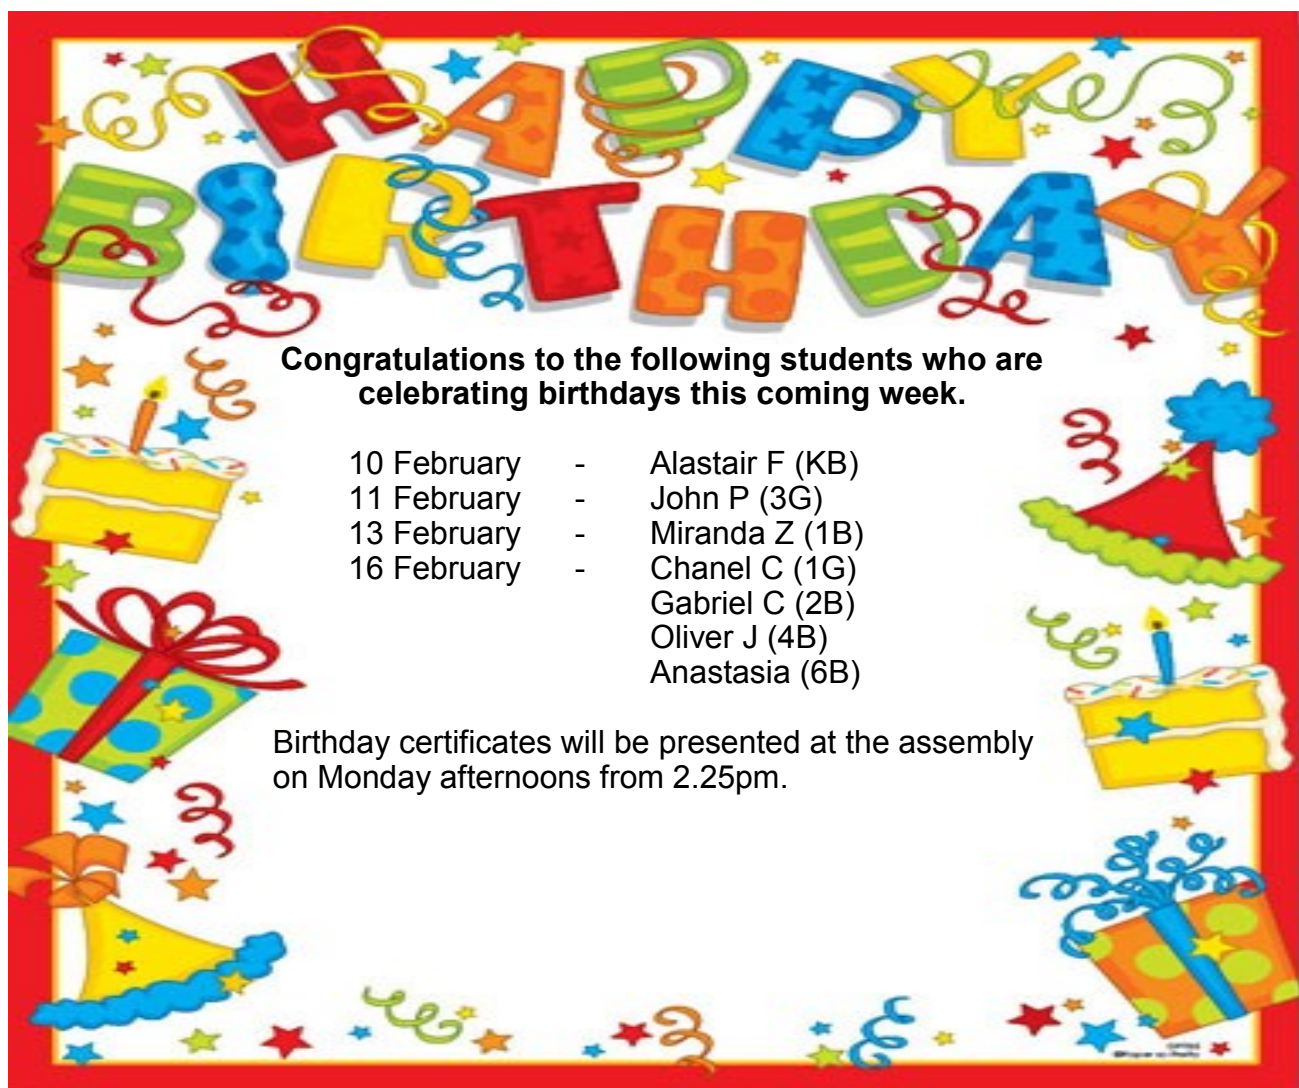 HAPPY
BIRTHDAY
Congratulations to the following students who are
celebrating birthdays this coming week.
10 February - Alastair F (KB)
11 February - John P (3G)
13 February - Miranda Z (1B)
16 February - Chanel C (1G)
Gabriel C (2B)
Oliver J (4B)
Anastasia (6B)
Birthday certificates will be presented at the assembly
on Monday afternoons from 2.25pm.